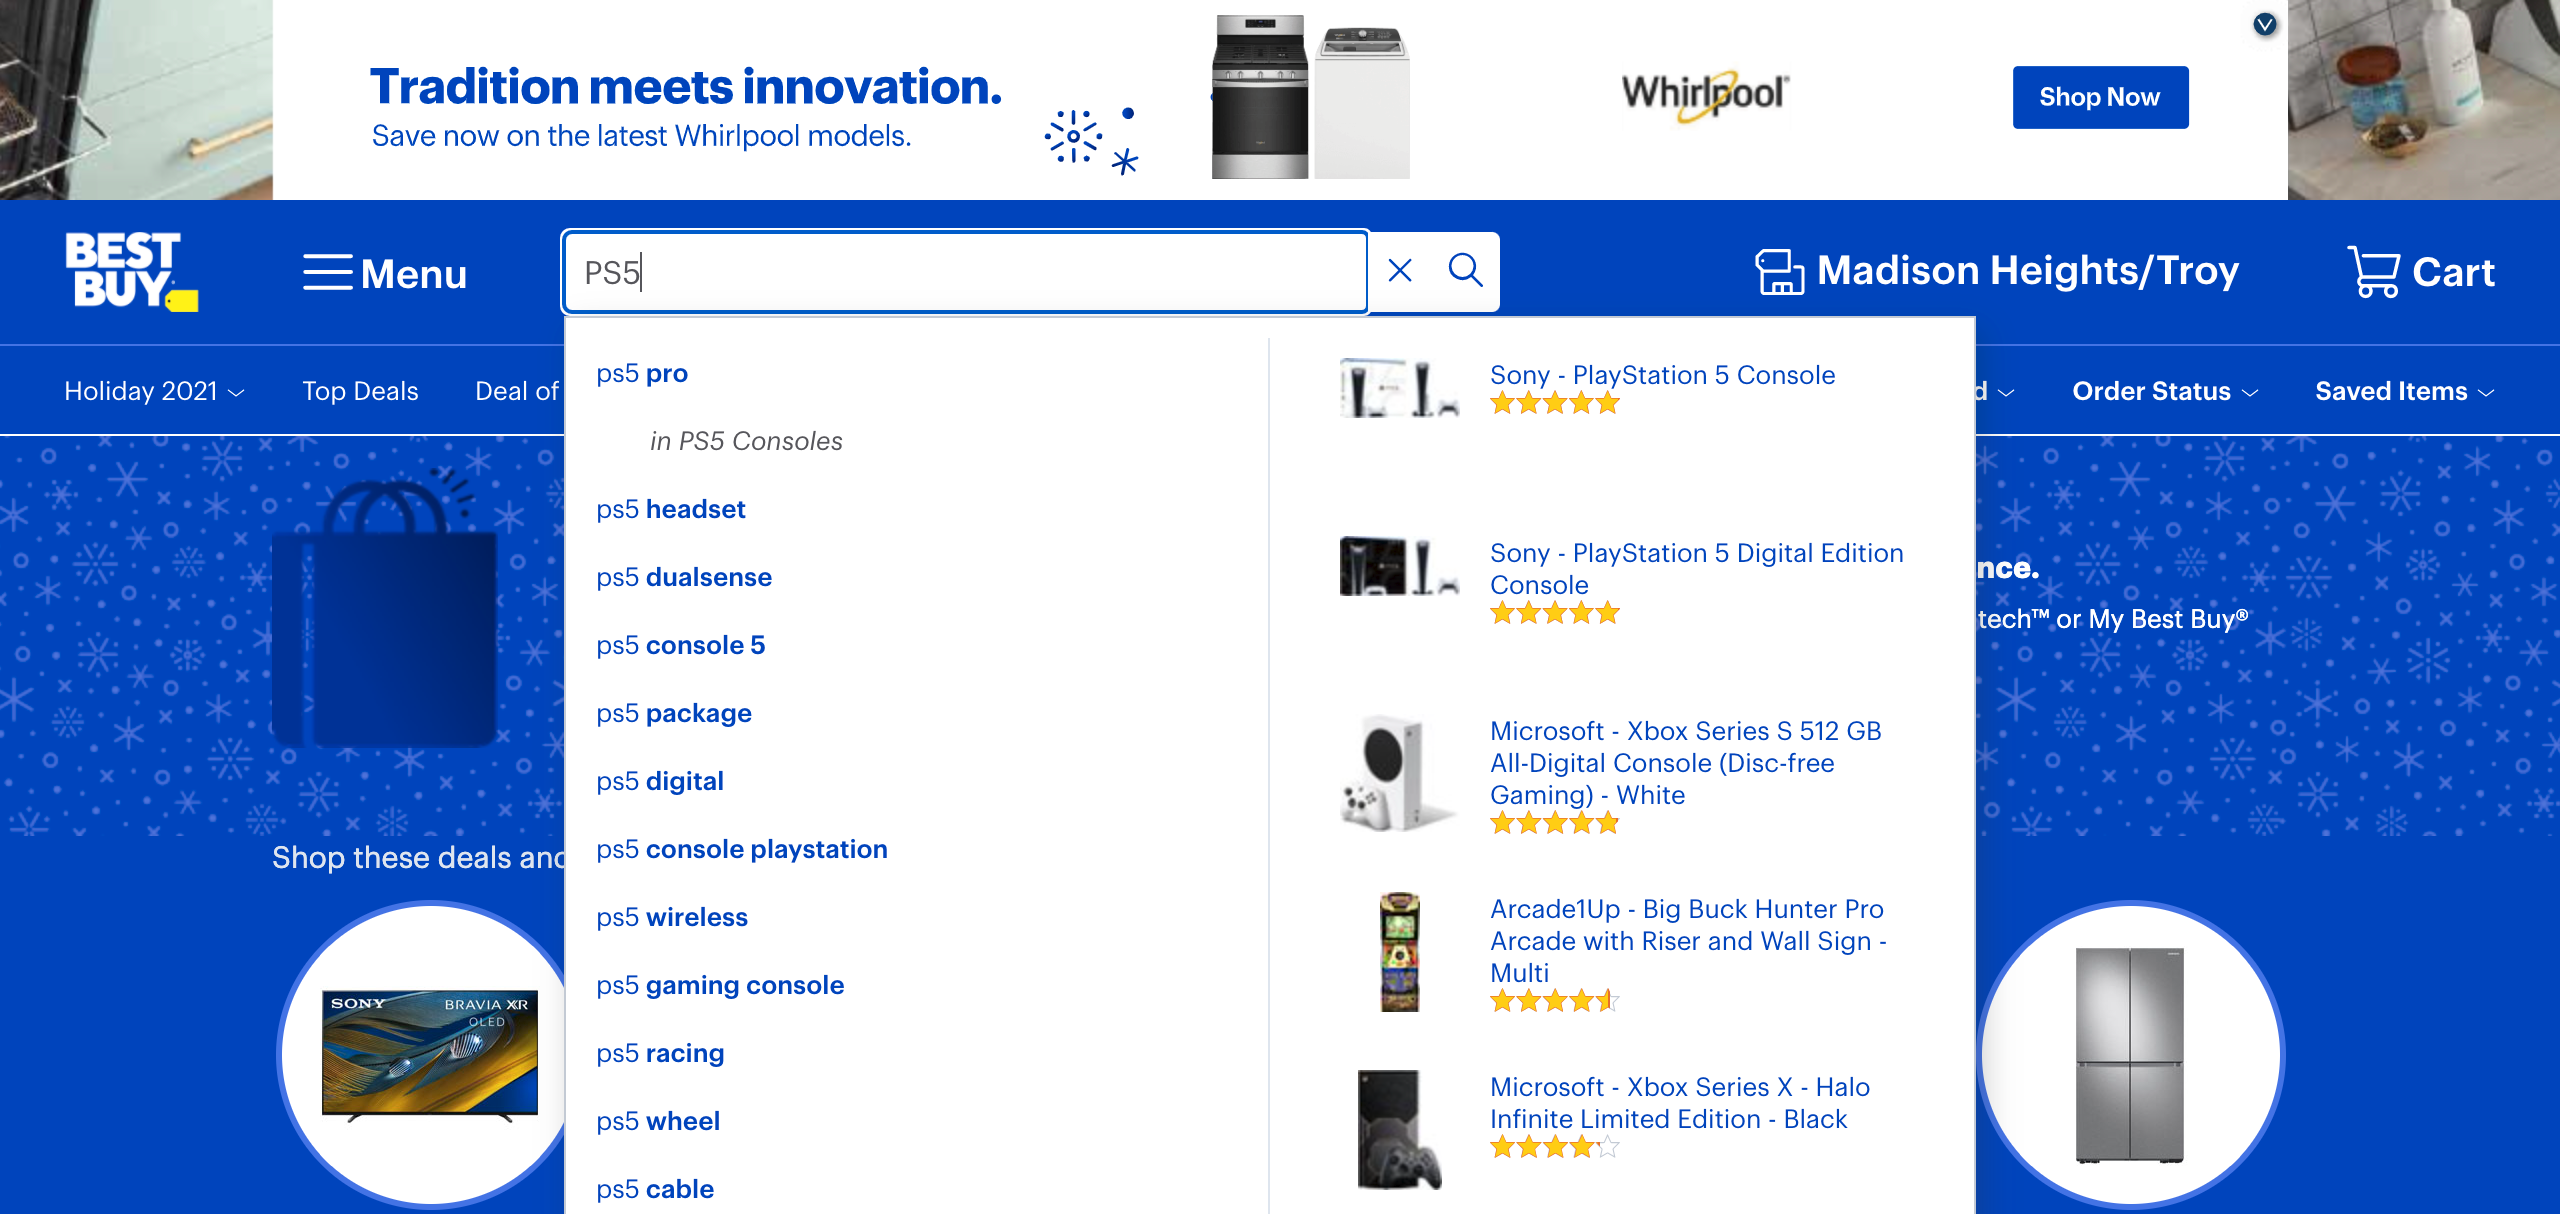 Tradition meets innovation.
Save now on the latest Whirlpool models.
Whirlpool
Shop Now
BEST
BUY
Menu
PS5
Madison Heights/Troy
Cart
Holiday 2021
Top Deals
Deal of
d
Order Status
Saved Items
ps5 pro
in PS5 Consoles
ps5 headset
ps5 dualsense
ps5 console 5
ps5 package
ps5 digital
ps5 console playstation
ps5 wireless
ps5 gaming console
ps5 racing
ps5 wheel
ps5 cable
Sony - PlayStation 5 Console
Sony - PlayStation 5 Digital Edition
Console
Microsoft - Xbox Series S 512 GB
All-Digital Console (Disc-free
Gaming) - White
Arcade1Up - Big Buck Hunter Pro
Arcade with Riser and Wall Sign -
Multi
Microsoft - Xbox Series X - Halo
Infinite Limited Edition - Black
nce.
tech™ or My Best Buy®
Shop these deals and
SONY
BRAVIA XR
OLED